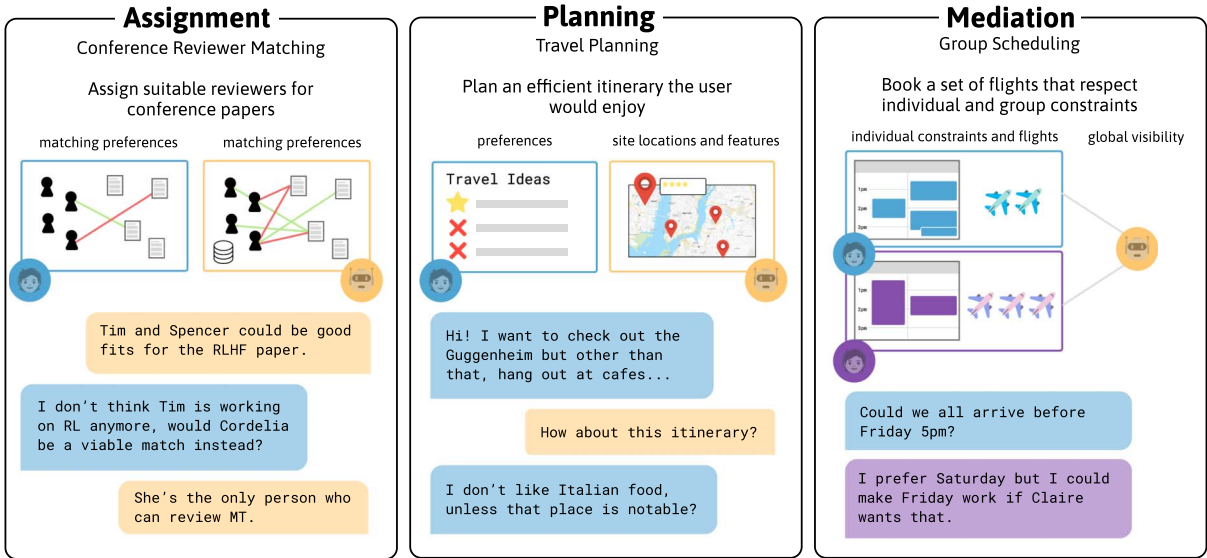 Assignment
Conference Reviewer Matching
Assign suitable reviewers for
conference papers
matching preferences
matching preferences
Tim and Spencer could be good
fits for the RLHF paper.
I don't think Tim is working
on RL anymore, would Cordelia
be a viable match instead?
She's the only person who
can review MT.
Planning
Travel Planning
Plan an efficient itinerary the user
would enjoy
preferences
site locations and features
Travel Ideas
Hi! I want to check out the
Guggenheim but other than
that, hang out at cafes...
How about this itinerary?
I don't like Italian food,
unless that place is notable?
Mediation
Group Scheduling
Book a set of flights that respect
individual and group constraints
individual constraints and flights
global visibility
1pm
2pm
3pm
1pm
2pm
3pm
Could we all arrive before
Friday 5pm?
I prefer Saturday but I could
make Friday work if Claire
wants that.